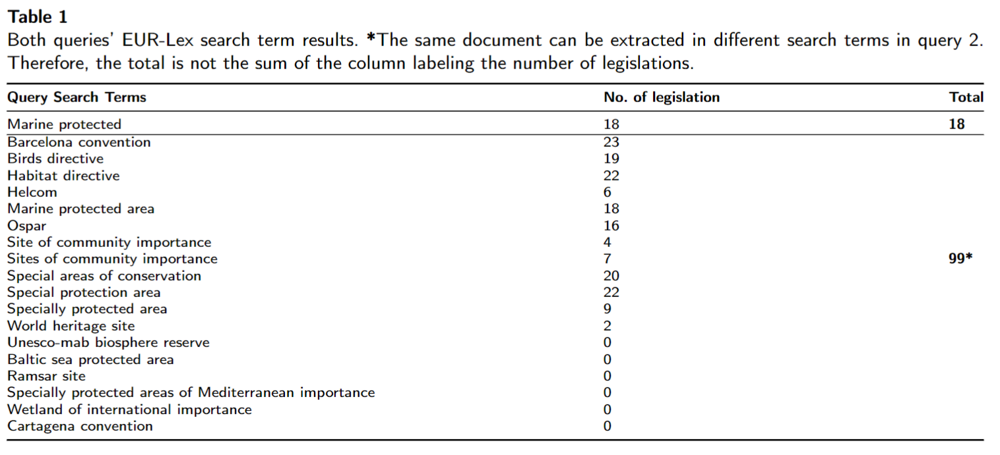 Table 1
Both queries' EUR-Lex search term results. *The same document can be extracted in different search terms in query 2.
Therefore, the total is not the sum of the column labeling the number of legislations.
Query Search Terms No. of legislation Total
Marine protected 18 18
Barcelona convention 23
Birds directive 19
Habitat directive 22
Helcom 6
Marine protected area 18
Ospar 16
Site of community importance 4
Sites of community importance 7 99*
Special areas of conservation 20
Special protection area 22
Specially protected area 9
World heritage site 2
Unesco-mab biosphere reserve 0
Baltic sea protected area 0
Ramsar site 0
Specially protected areas of Mediterranean importance 0
Wetland of international importance 0
Cartagena convention 0